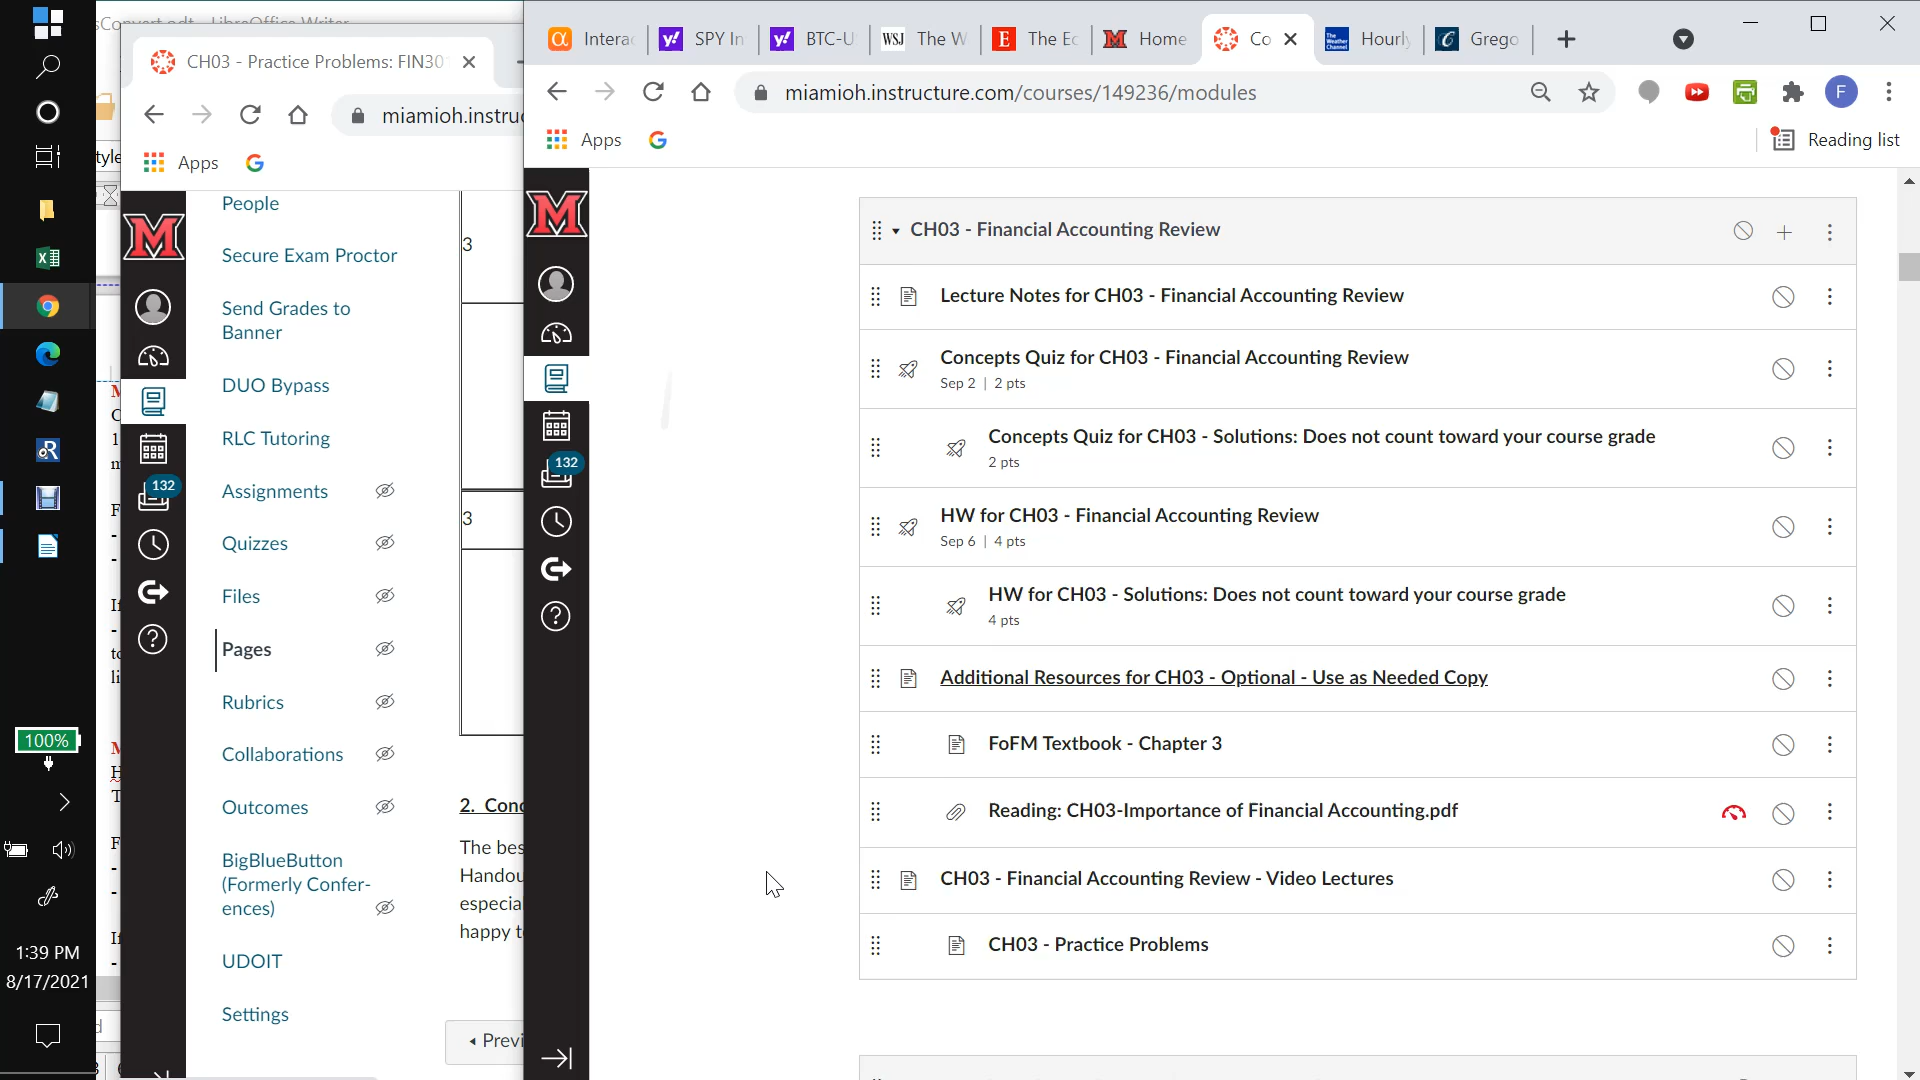 CH03 - Practice Problems: FIN30
miamioh.instru
Apps
People
Secure Exam Proctor
Send Grades to
Banner
DUO Bypass
RLC Tutoring
Assignments
Quizzes
Files
Pages
Rubrics
Collaborations
Outcomes
BigBlueButton
(Formerly Confer-
ences)
UDOIT
Settings
132
3
3
2. Conc
The bes
Handou
especia
happy t
Previ
100%
1:39 PM
8/17/2021
Intera
SPY In
BTC-U
WSJ
The W
The Ec
Home
Co
Hourly
Grego
miamioh.instructure.com/courses/149236/modules
F
Apps
Reading list
132
CH03 - Financial Accounting Review
Lecture Notes for CH03 - Financial Accounting Review
Concepts Quiz for CH03 - Financial Accounting Review
Sep 2 | 2 pts
Concepts Quiz for CH03 - Solutions: Does not count toward your course grade
2 pts
HW for CH03 - Financial Accounting Review
Sep 6 | 4 pts
HW for CH03 - Solutions: Does not count toward your course grade
4 pts
Additional Resources for CH03 - Optional - Use as Needed Copy
FoFM Textbook - Chapter 3
Reading: CH03-Importance of Financial Accounting.pdf
CH03 - Financial Accounting Review - Video Lectures
CH03 - Practice Problems